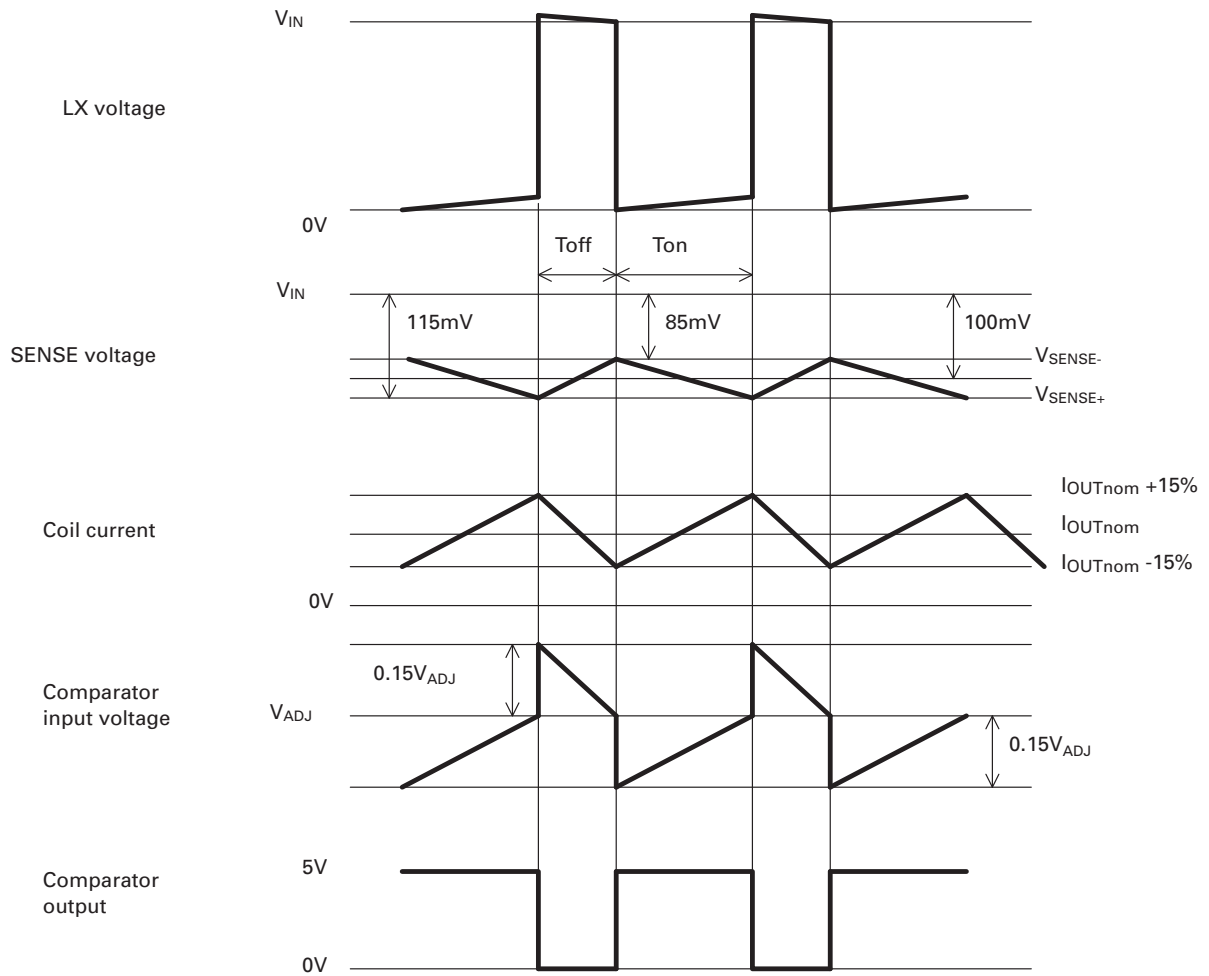 VIN
LX voltage
0V
Toff
Ton
VIN
115mV
85mV
100mV
SENSE voltage
VSENSE-
VSENSE+
IOUTnom +15%
Coil current
IOUTnom
IOUTnom -15%
0V
0.15VADJ
Comparator
input voltage
VADJ
0.15VADJ
5V
Comparator
output
0V